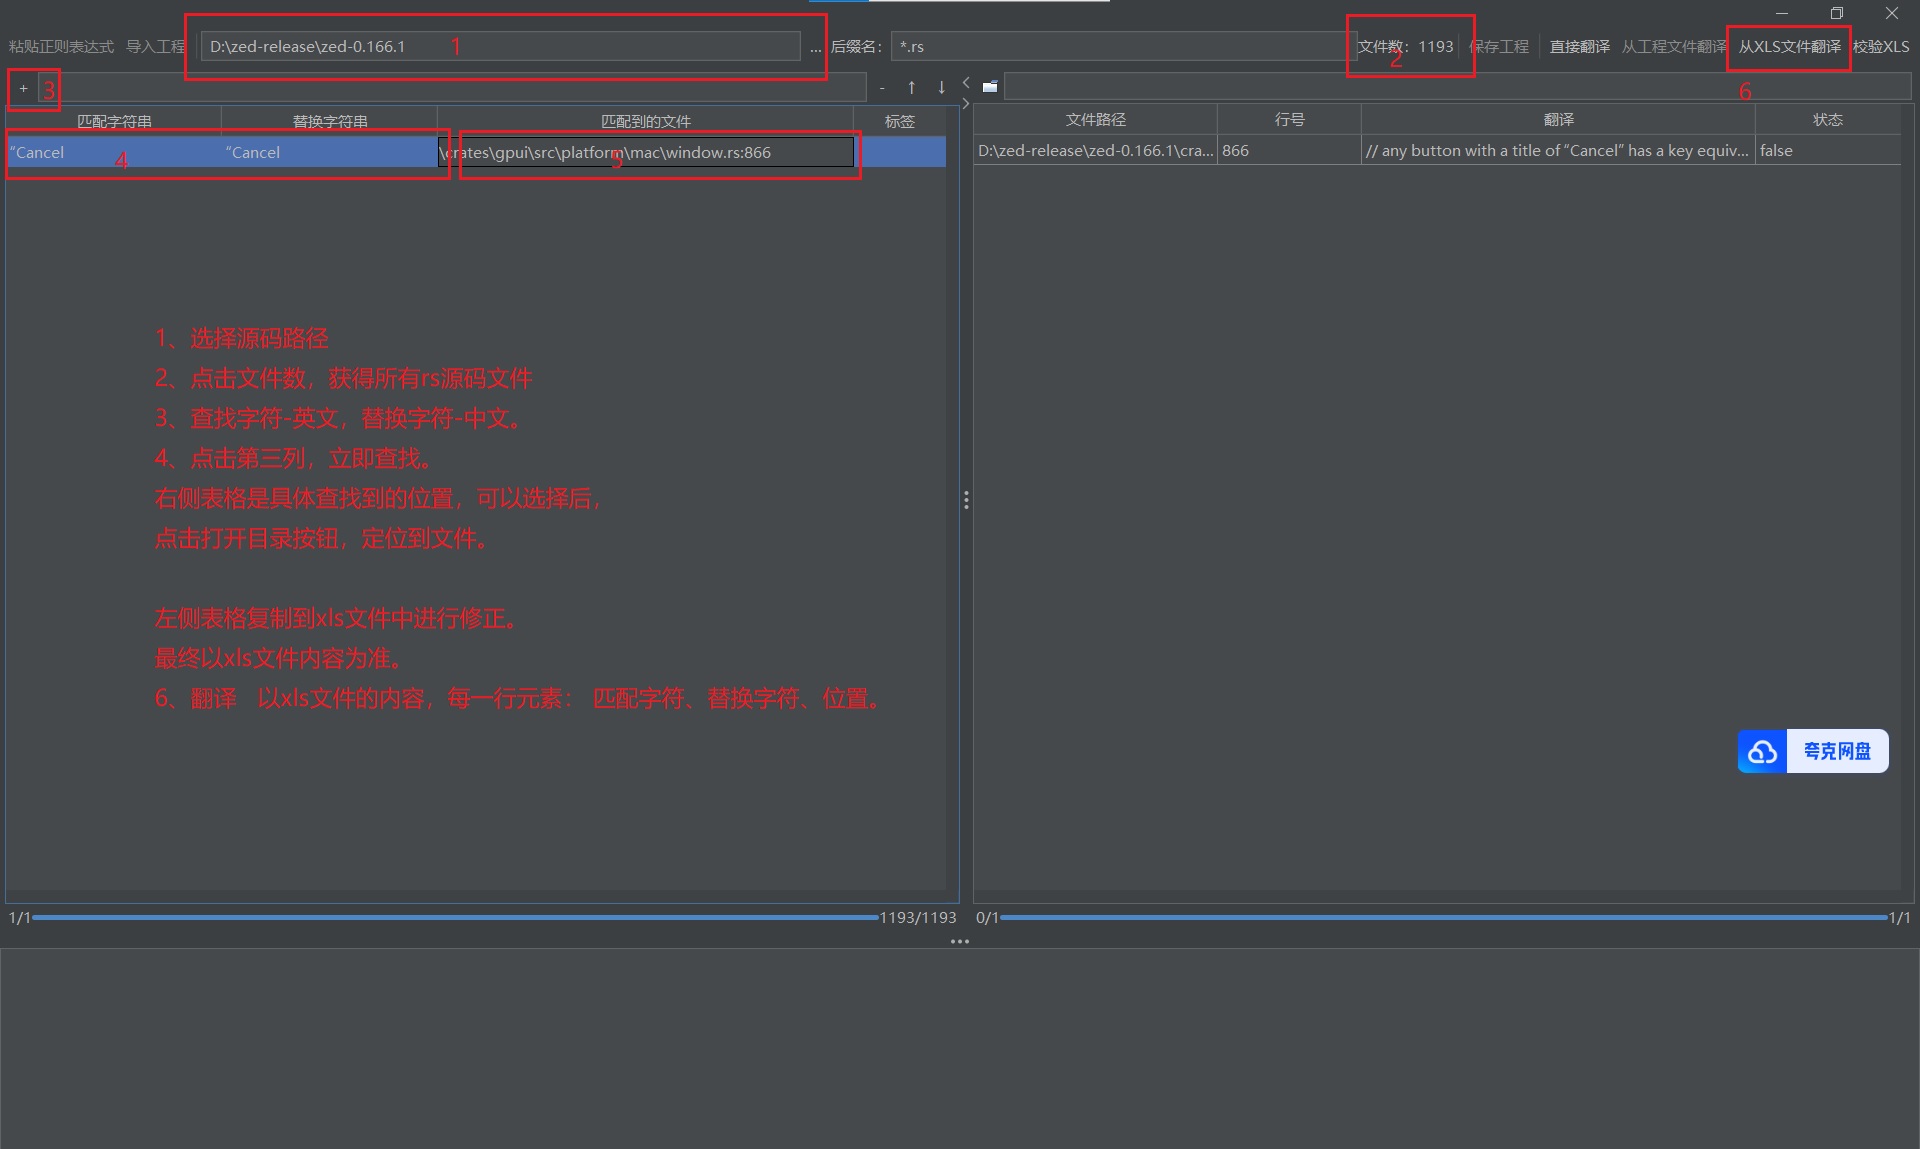 粘贴正则表达式 导入工程 D:\zed-release\zed-0.166.1 1 ... 后缀名: *.rs 文件数: 1193 2 保存工程 直接翻译 从工程文件翻译 从XLS文件翻译 校验XLS
+ 3 - ↑ ↓ < > 6
匹配字符串 替换字符串 匹配到的文件 标签
“Cancel 4 “Cancel \crates\gpui\src\platform\mac\window.rs:866 5
文件路径 行号 翻译 状态
D:\zed-release\zed-0.166.1\cra... 866 // any button with a title of “Cancel” has a key equiv... false
1、选择源码路径
2、点击文件数，获得所有rs源码文件
3、查找字符-英文，替换字符-中文。
4、点击第三列，立即查找。
右侧表格是具体查找到的位置，可以选择后，
点击打开目录按钮，定位到文件。
左侧表格复制到xls文件中进行修正。
最终以xls文件内容为准。
6、翻译 以xls文件的内容，每一行元素： 匹配字符、替换字符、位置。
夸克网盘
1/1 1193/1193 0/1 1/1